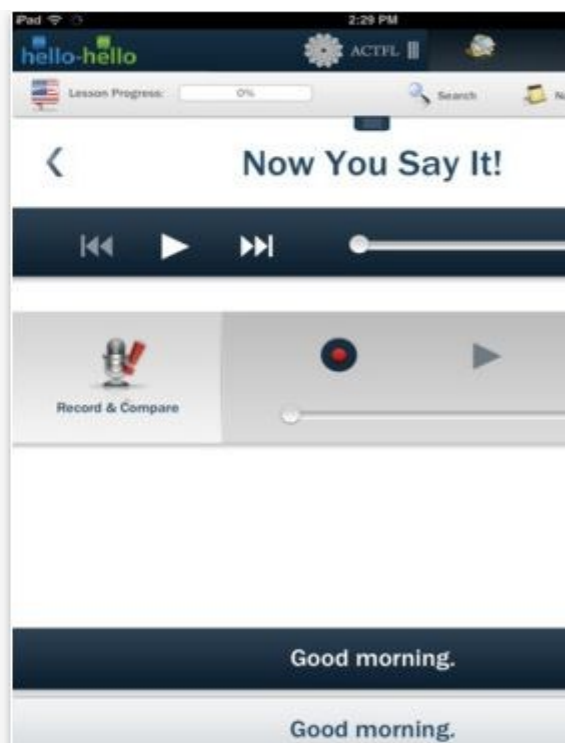 iPad 2:29 PM
hello-hello ACTFL
Lesson Progress: 0% Search
Now You Say It!
Record & Compare
Good morning.
Good morning.